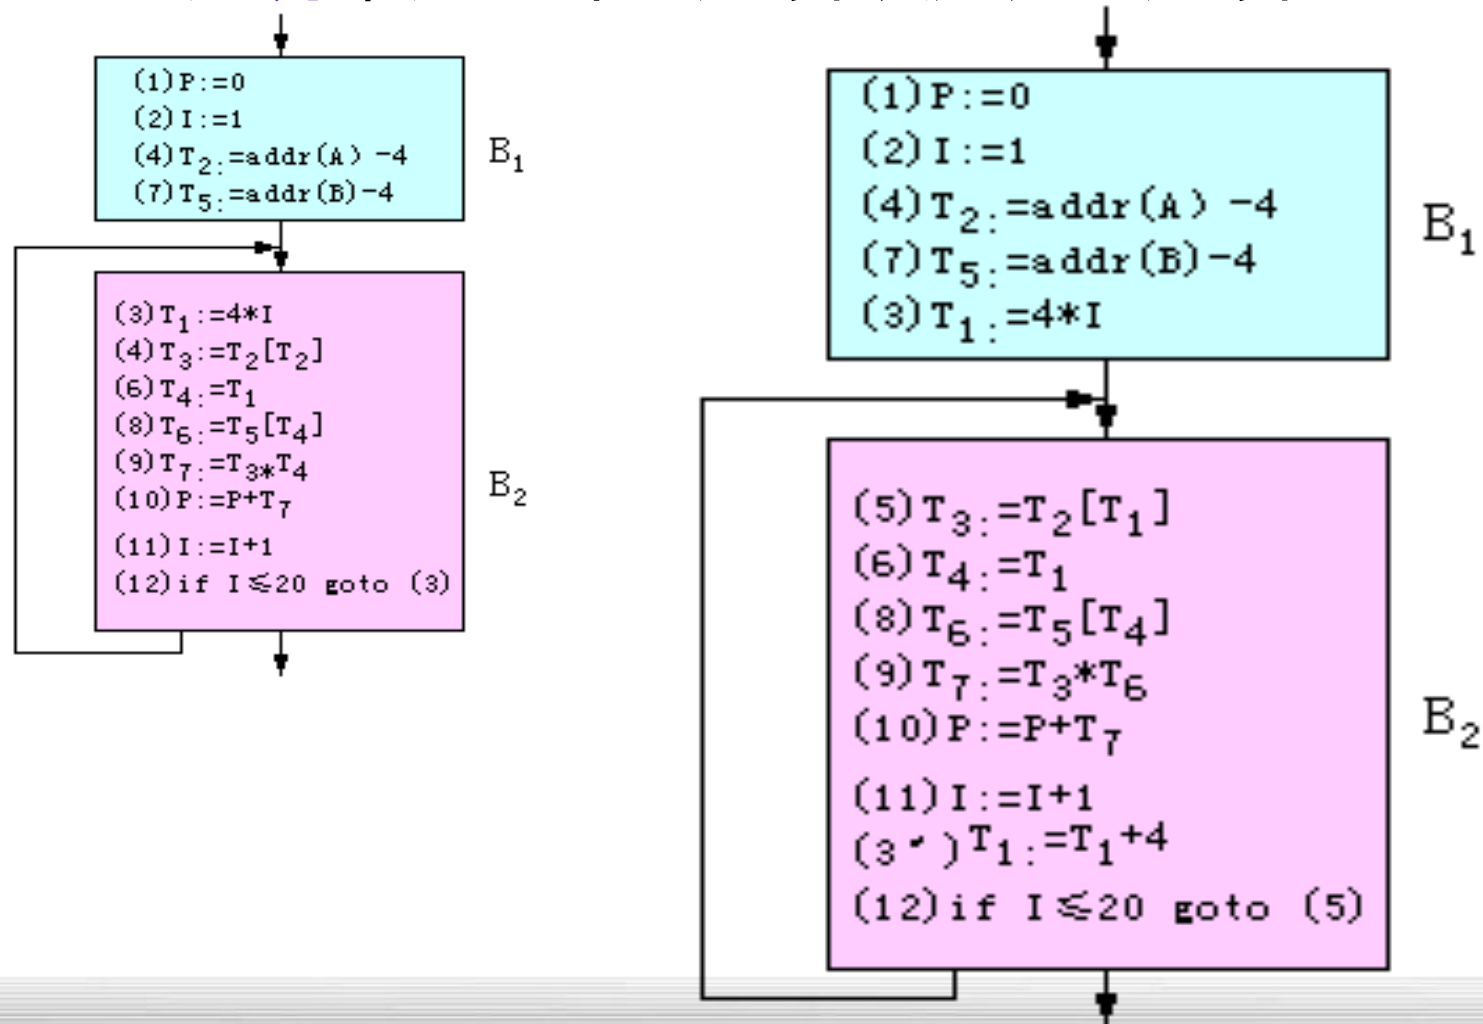 (1)P:=0
(2)I:=1
(4)T2:=addr(A) -4
(7)T5:=addr(B)-4
B1
(3)T1:=4*I
(4)T3:=T2[T2]
(6)T4:=T1
(8)T6:=T5[T4]
(9)T7:=T3*T4
(10)P:=P+T7
(11)I:=I+1
(12)if I≤20 goto (3)
B2
(1)P:=0
(2)I:=1
(4)T2:=addr(A) -4
(7)T5:=addr(B)-4
(3)T1:=4*I
B1
(5)T3:=T2[T1]
(6)T4:=T1
(8)T6:=T5[T4]
(9)T7:=T3*T6
(10)P:=P+T7
(11)I:=I+1
(3')T1:=T1+4
(12)if I≤20 goto (5)
B2